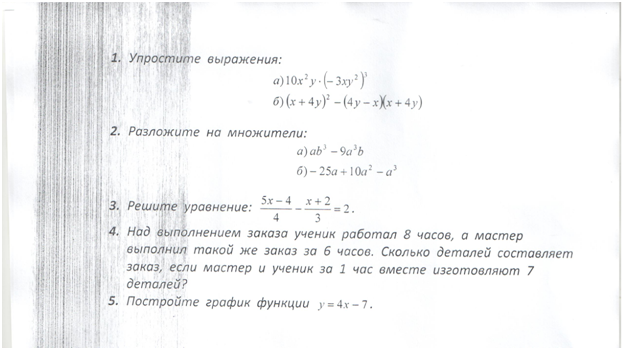 1. Упростите выражения:
а) 10x²y·(−3xy²)³
б) (x + 4y)² − (4y − x)(x + 4y)
2. Разложите на множители:
а) ab³ − 9a³b
б) − 25a + 10a² − a³
3. Решите уравнение: (5x − 4)/4 − (x + 2)/3 = 2.
4. Над выполнением заказа ученик работал 8 часов, а мастер
выполнил такой же заказ за 6 часов. Сколько деталей составляет
заказ, если мастер и ученик за 1 час вместе изготовляют 7
деталей?
5. Постройте график функции y = 4x − 7.